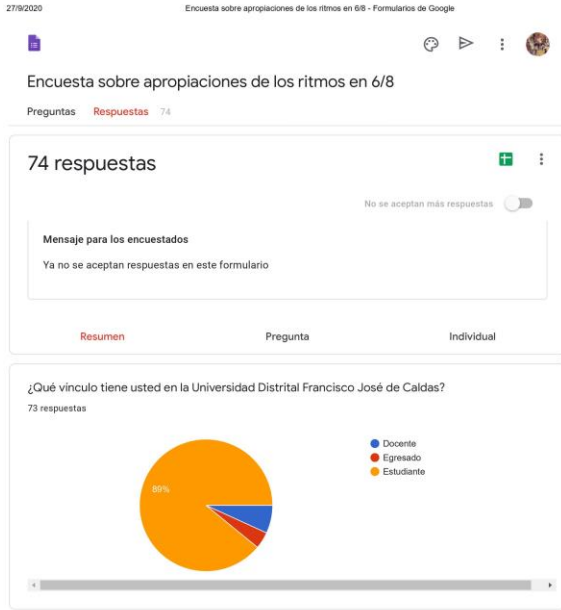 27/9/2020 Encuesta sobre apropiaciones de los ritmos en 6/8 - Formularios de Google
Encuesta sobre apropiaciones de los ritmos en 6/8
Preguntas Respuestas 74
74 respuestas
No se aceptan más respuestas
Mensaje para los encuestados
Ya no se aceptan respuestas en este formulario
Resumen Pregunta Individual
¿Qué vínculo tiene usted en la Universidad Distrital Francisco José de Caldas?
73 respuestas
Docente
Egresado
Estudiante
89%